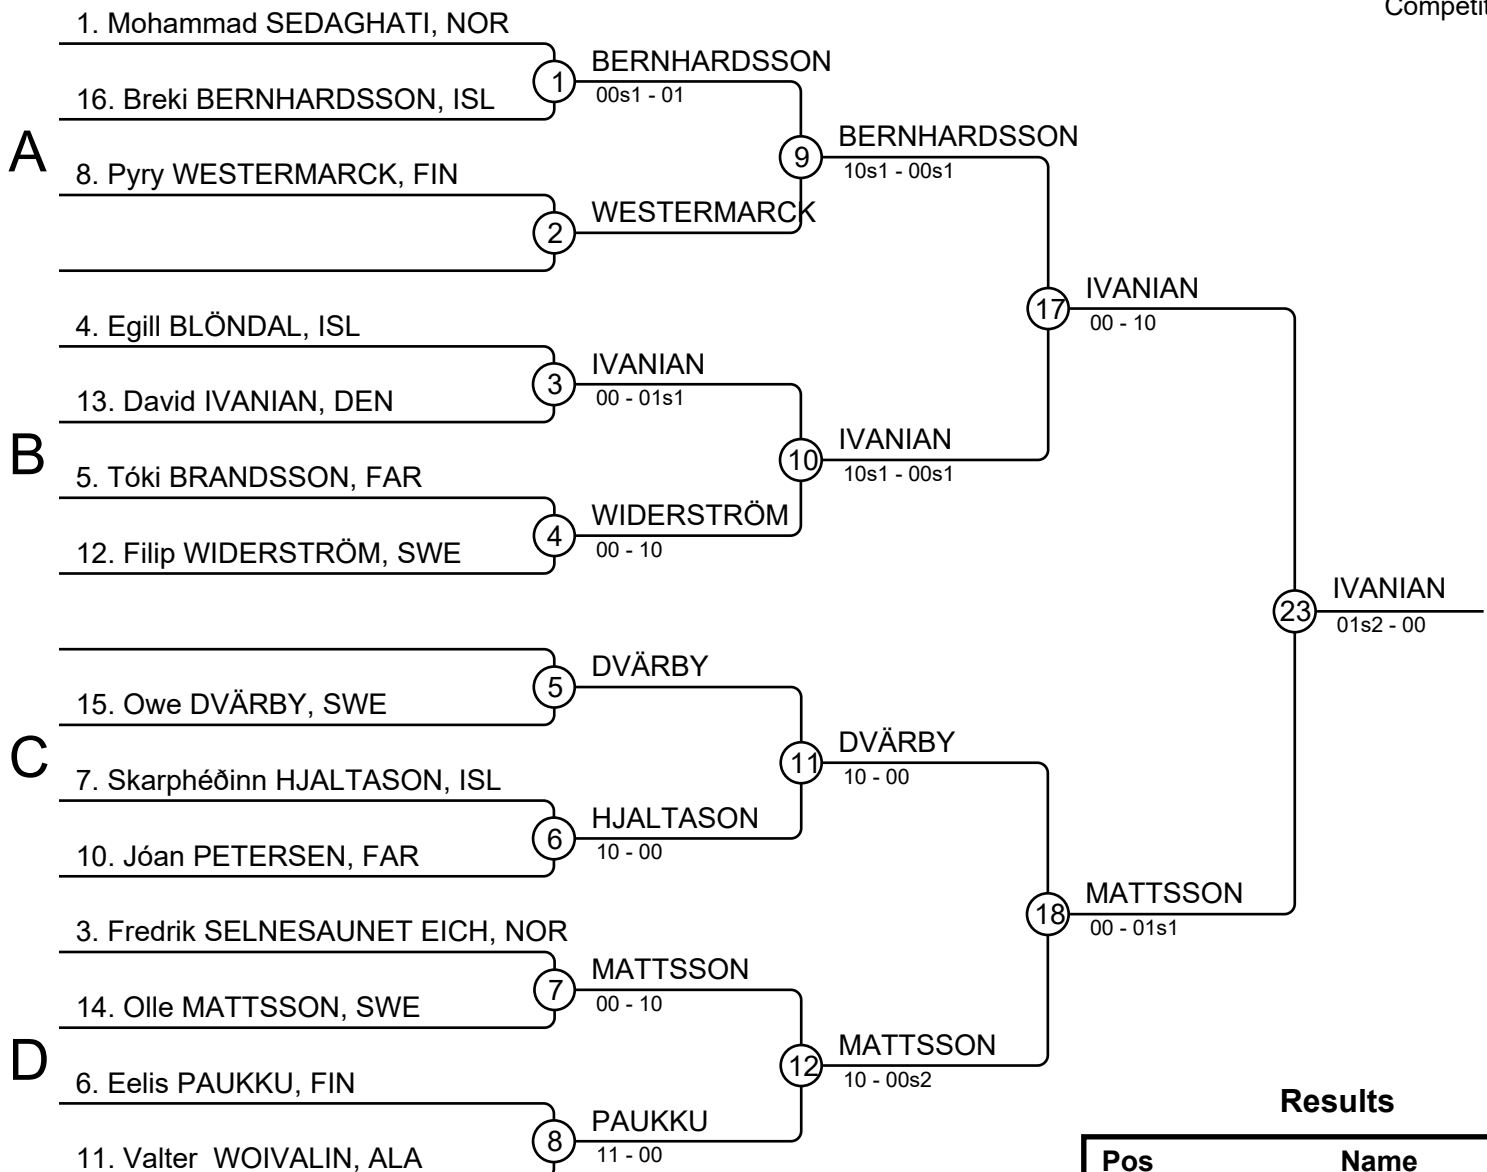 Competit
1. Mohammad SEDAGHATI, NOR
16. Breki BERNHARDSSON, ISL
1
BERNHARDSSON
00s1 - 01
A
8. Pyry WESTERMARCK, FIN
2
WESTERMARCK
9
BERNHARDSSON
10s1 - 00s1
4. Egill BLÖNDAL, ISL
13. David IVANIAN, DEN
3
IVANIAN
00 - 01s1
B
5. Tóki BRANDSSON, FAR
12. Filip WIDERSTRÖM, SWE
4
WIDERSTRÖM
00 - 10
10
IVANIAN
10s1 - 00s1
17
IVANIAN
00 - 10
15. Owe DVÄRBY, SWE
5
DVÄRBY
C
7. Skarphéðinn HJALTASON, ISL
10. Jóan PETERSEN, FAR
6
HJALTASON
10 - 00
11
DVÄRBY
10 - 00
3. Fredrik SELNESAUNET EICH, NOR
14. Olle MATTSSON, SWE
7
MATTSSON
00 - 10
D
6. Eelis PAUKKU, FIN
11. Valter WOIVALIN, ALA
8
PAUKKU
11 - 00
12
MATTSSON
10 - 00s2
18
MATTSSON
00 - 01s1
23
IVANIAN
01s2 - 00
Results
Pos Name